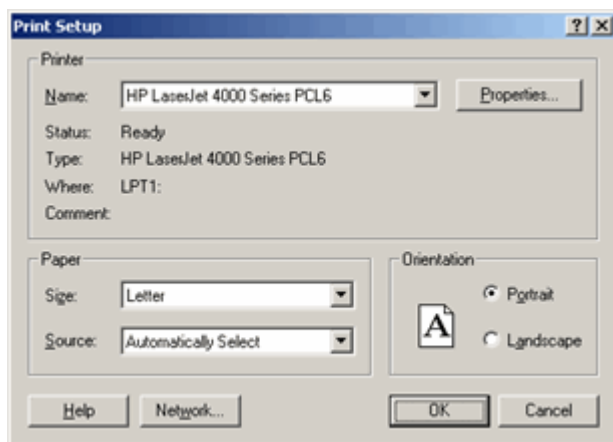 Print Setup
Printer
Name: HP LaserJet 4000 Series PCL6 Properties...
Status: Ready
Type: HP LaserJet 4000 Series PCL6
Where: LPT1:
Comment:
Paper Orientation
Size: Letter Portrait
A
Source: Automatically Select Landscape
Help Network... OK Cancel